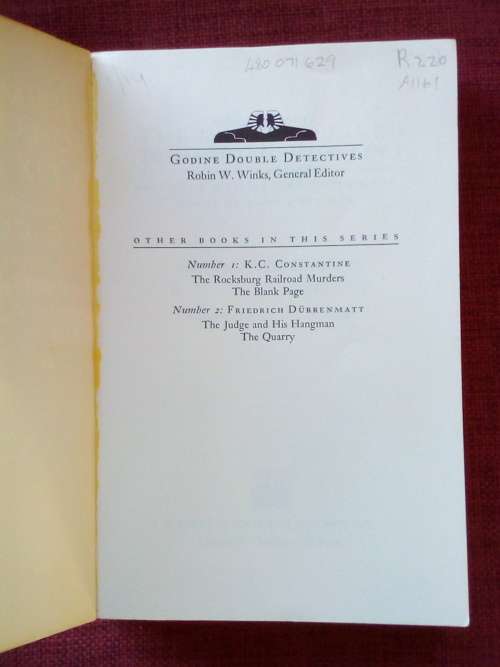 480 071 629
R220
GODINE DOUBLE DETECTIVES
Robin W. Winks, General Editor
OTHER BOOKS IN THIS SERIES
Number 1: K.C. CONSTANTINE
The Rocksburg Railroad Murders
The Blank Page
Number 2: FRIEDRICH DÜRRENMATT
The Judge and His Hangman
The Quarry